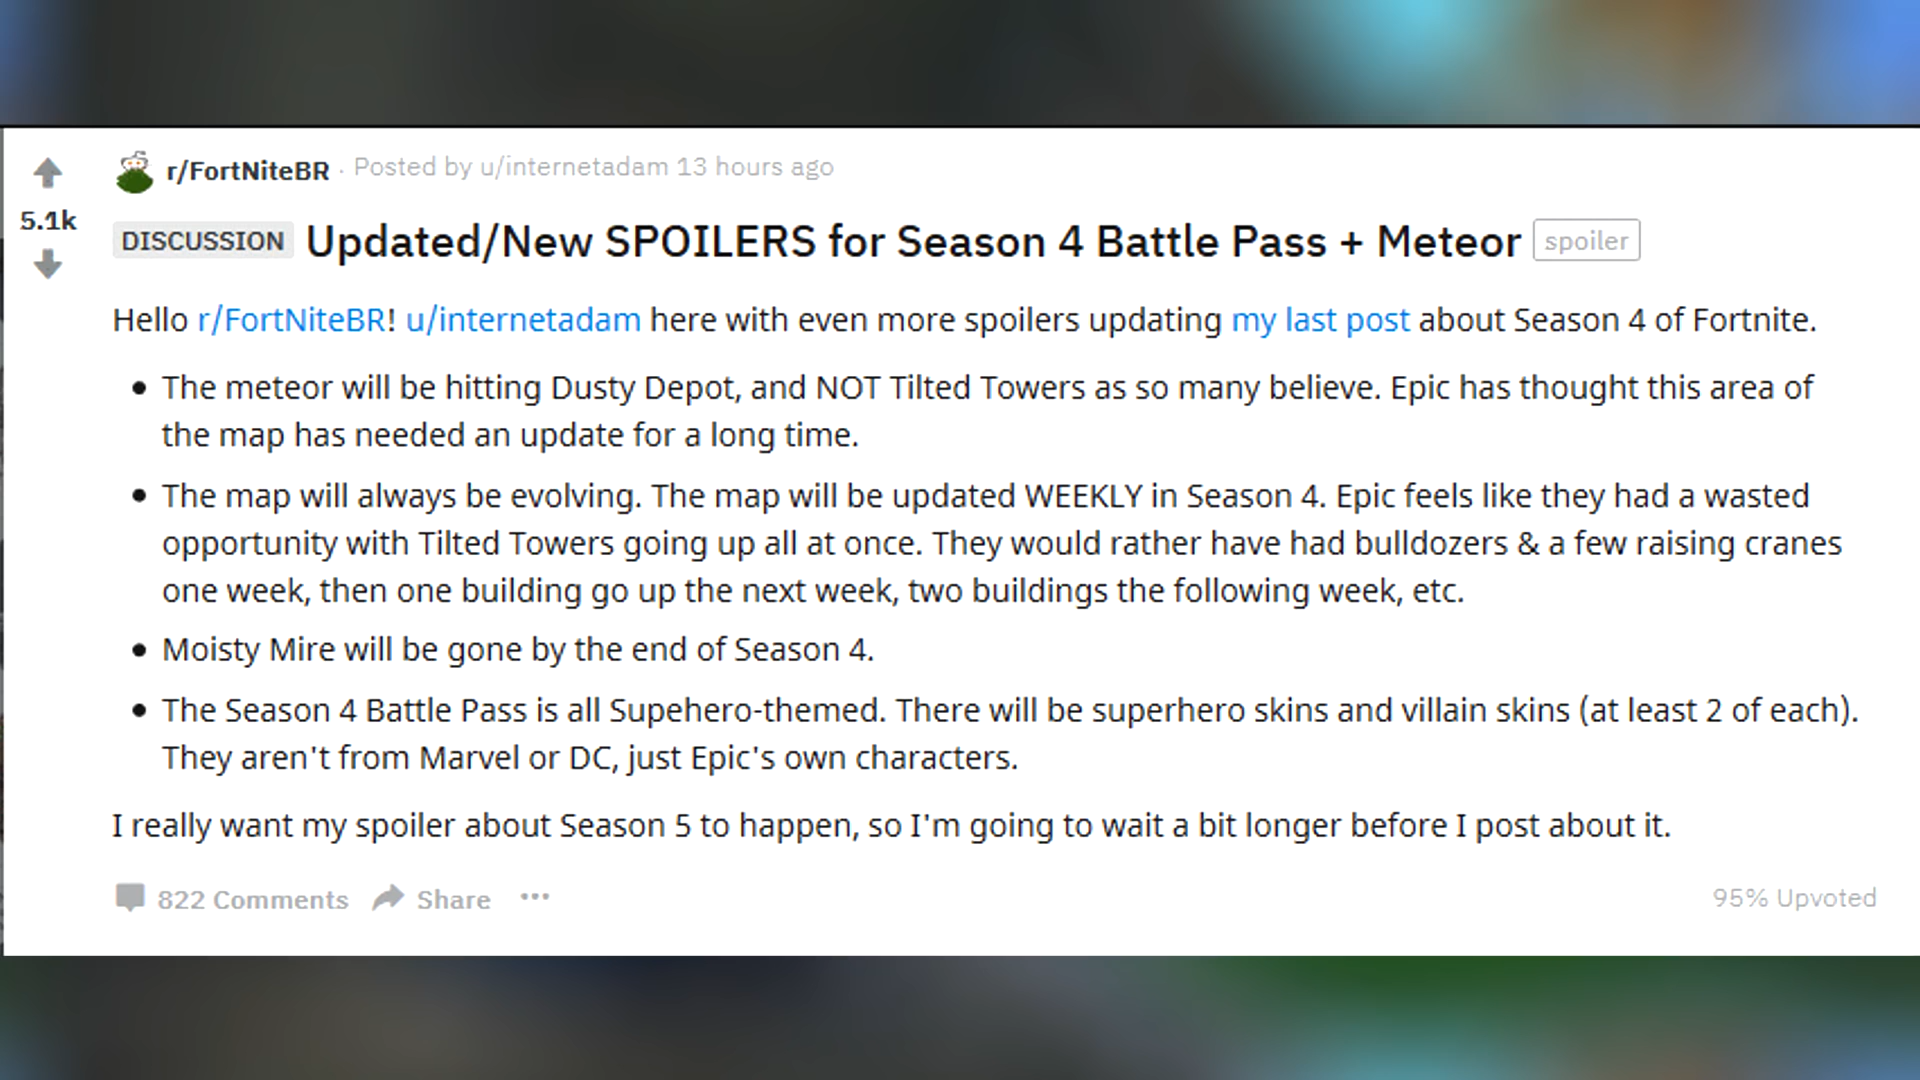 r/FortNiteBR · Posted by u/internetadam 13 hours ago
5.1k
DISCUSSION Updated/New SPOILERS for Season 4 Battle Pass + Meteor spoiler
Hello r/FortNiteBR! u/internetadam here with even more spoilers updating my last post about Season 4 of Fortnite.
• The meteor will be hitting Dusty Depot, and NOT Tilted Towers as so many believe. Epic has thought this area of
the map has needed an update for a long time.
• The map will always be evolving. The map will be updated WEEKLY in Season 4. Epic feels like they had a wasted
opportunity with Tilted Towers going up all at once. They would rather have had bulldozers & a few raising cranes
one week, then one building go up the next week, two buildings the following week, etc.
• Moisty Mire will be gone by the end of Season 4.
• The Season 4 Battle Pass is all Supehero-themed. There will be superhero skins and villain skins (at least 2 of each).
They aren't from Marvel or DC, just Epic's own characters.
I really want my spoiler about Season 5 to happen, so I'm going to wait a bit longer before I post about it.
822 Comments Share ••• 95% Upvoted